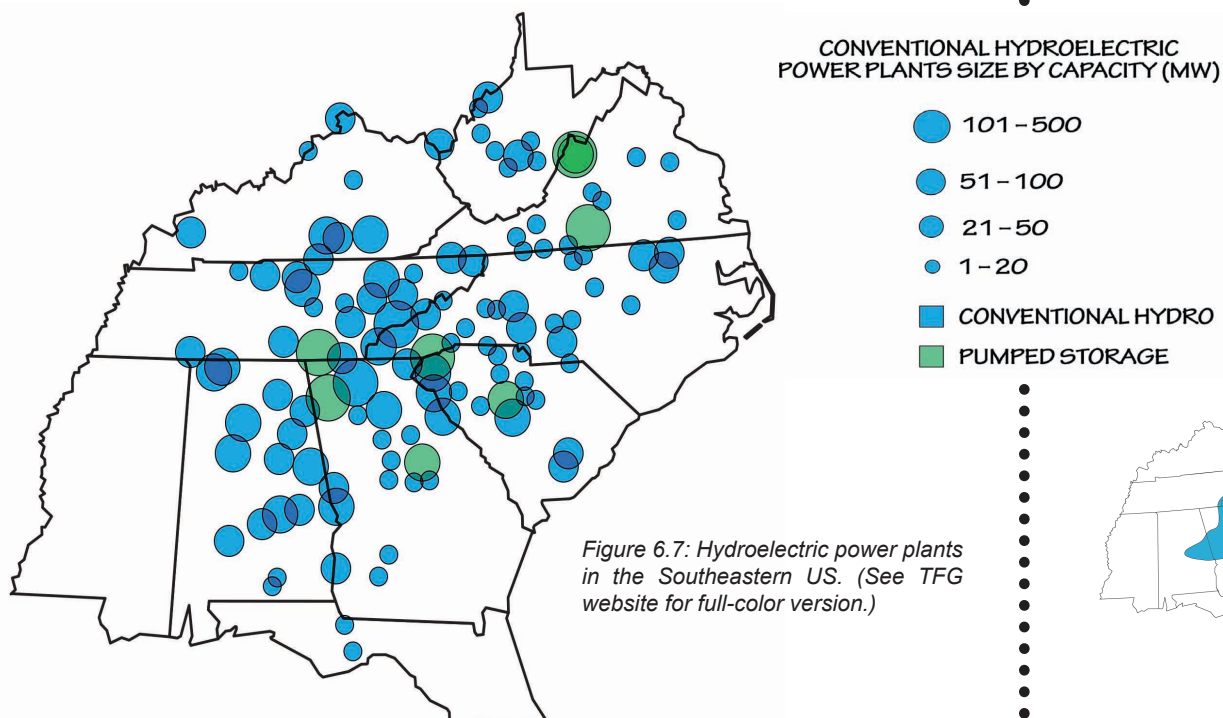 CONVENTIONAL HYDROELECTRIC
POWER PLANTS SIZE BY CAPACITY (MW)
101-500
51-100
21-50
1-20
CONVENTIONAL HYDRO
PUMPED STORAGE
Figure 6.7: Hydroelectric power plants
in the Southeastern US. (See TFG
website for full-color version.)